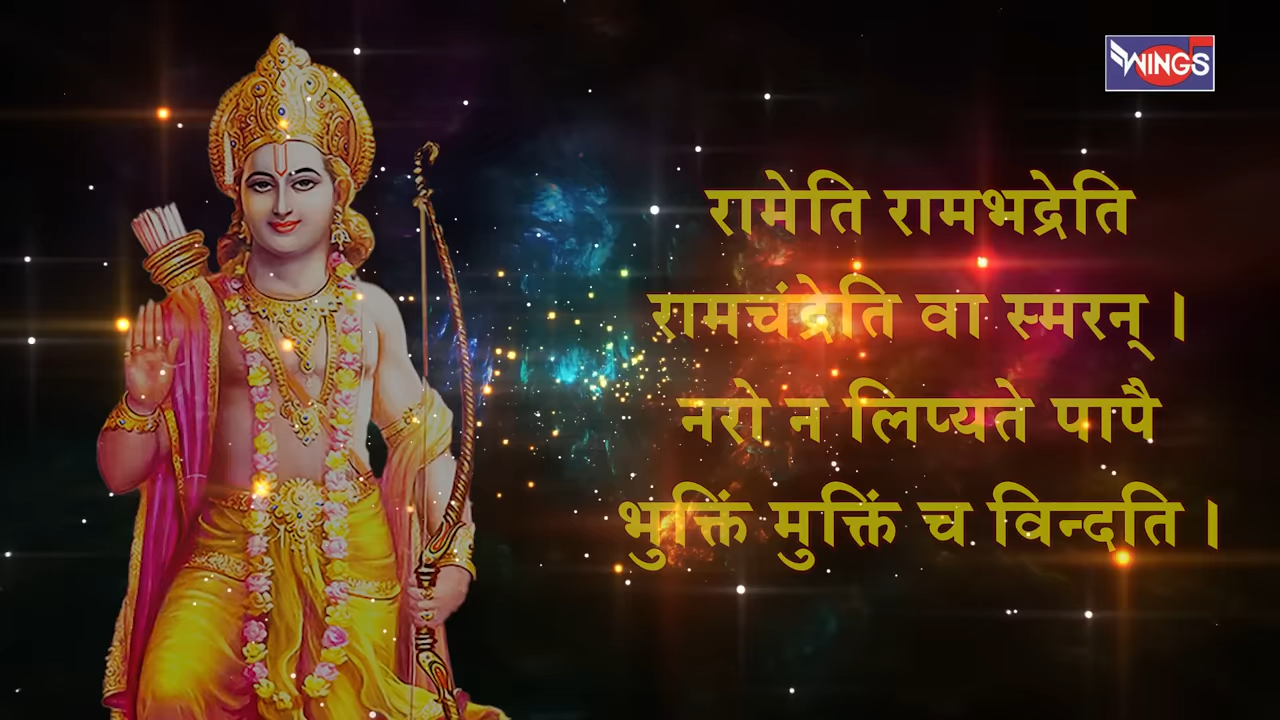 WINGS
रामेति रामभद्रेति
रामचंद्रेति वा स्मरन् ।
नरो न लिप्यते पापै
भुक्तिं मुक्तिं च विन्दति ।